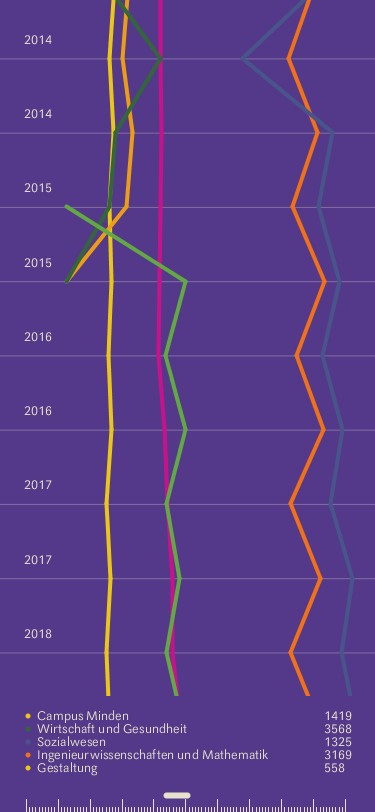 2014
2014
2015
2015
2016
2016
2017
2017
2018
Campus Minden 1419
Wirtschaft und Gesundheit 3568
Sozialwesen 1325
Ingenieurwissenschaften und Mathematik 3169
Gestaltung 558